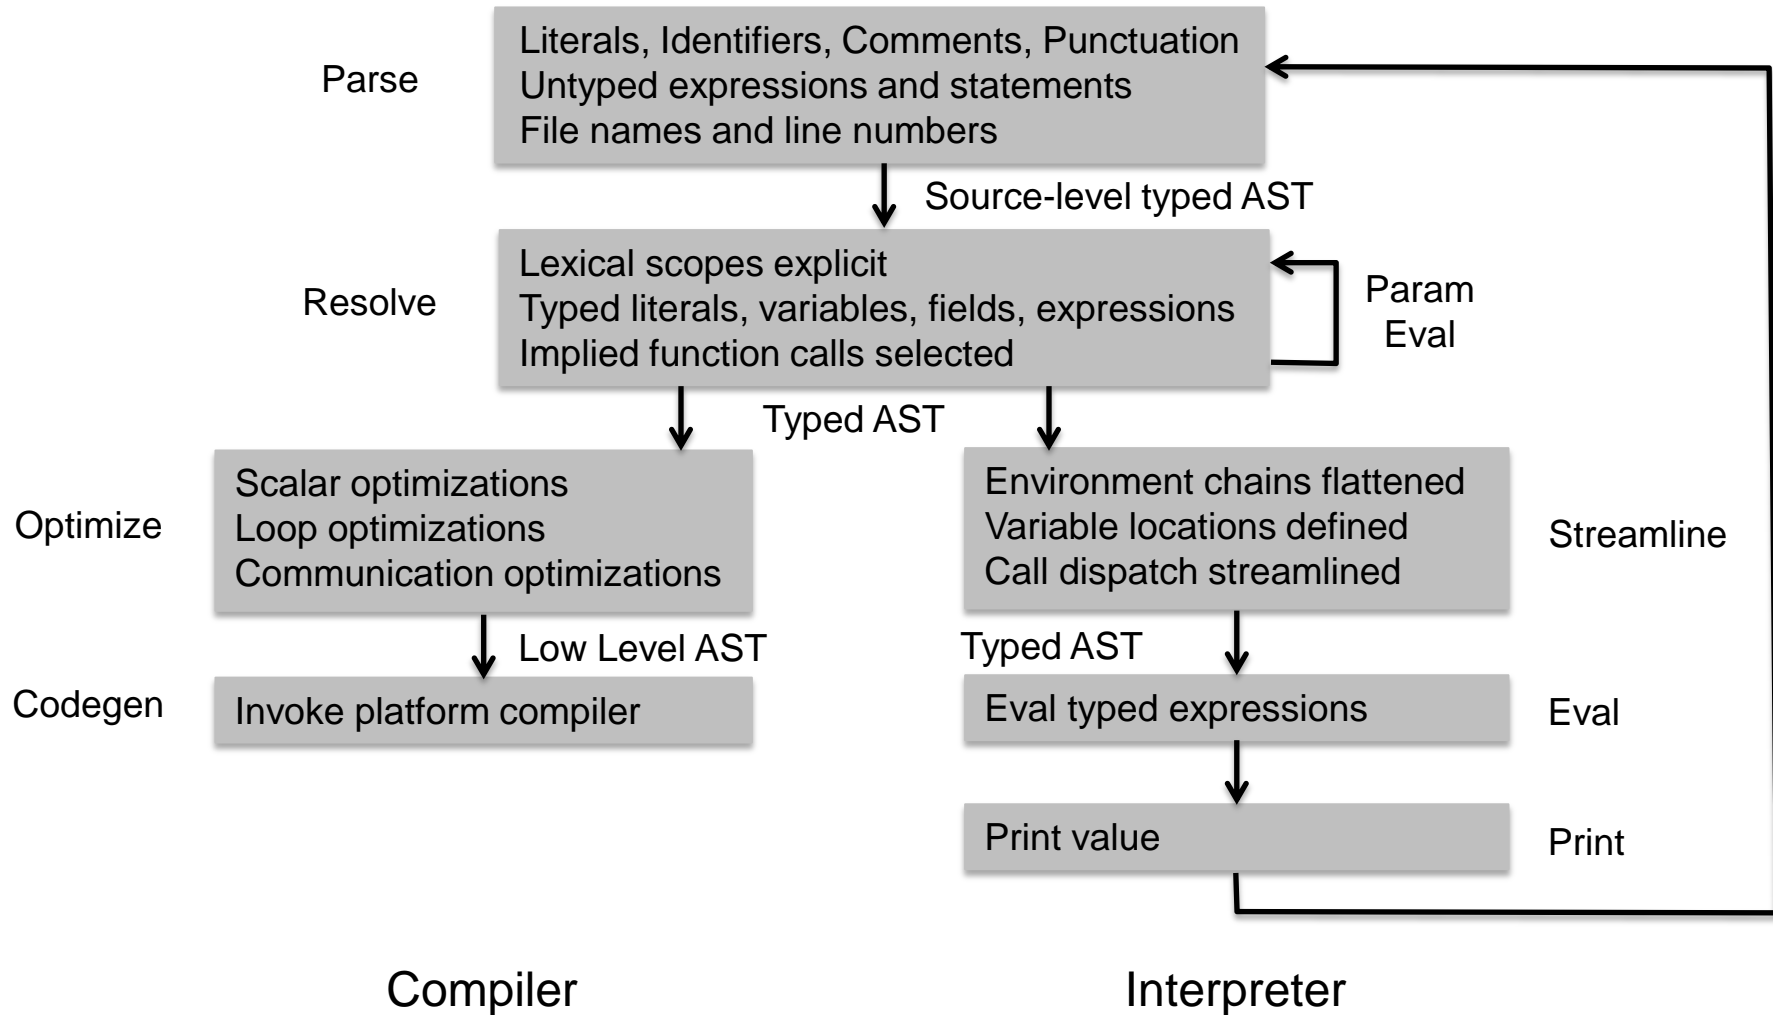 Parse
Literals, Identifiers, Comments, Punctuation
Untyped expressions and statements
File names and line numbers
Source-level typed AST
Resolve
Lexical scopes explicit
Typed literals, variables, fields, expressions
Implied function calls selected
Param
Eval
Typed AST
Optimize
Scalar optimizations
Loop optimizations
Communication optimizations
Environment chains flattened
Variable locations defined
Call dispatch streamlined
Streamline
Low Level AST
Typed AST
Codegen
Invoke platform compiler
Eval typed expressions
Eval
Print value
Print
Compiler
Interpreter